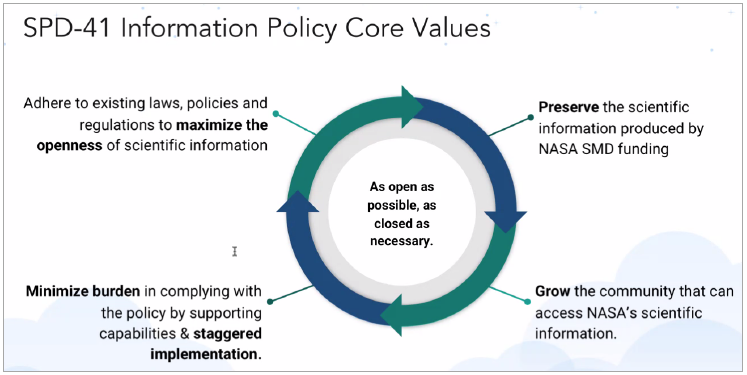 SPD-41 Information Policy Core Values
Adhere to existing laws, policies and
regulations to maximize the
openness of scientific information
Preserve the scientific
information produced by
NASA SMD funding
As open as
possible, as
closed as
necessary.
Minimize burden in complying with
the policy by supporting
capabilities & staggered
implementation.
Grow the community that can
access NASA's scientific
information.